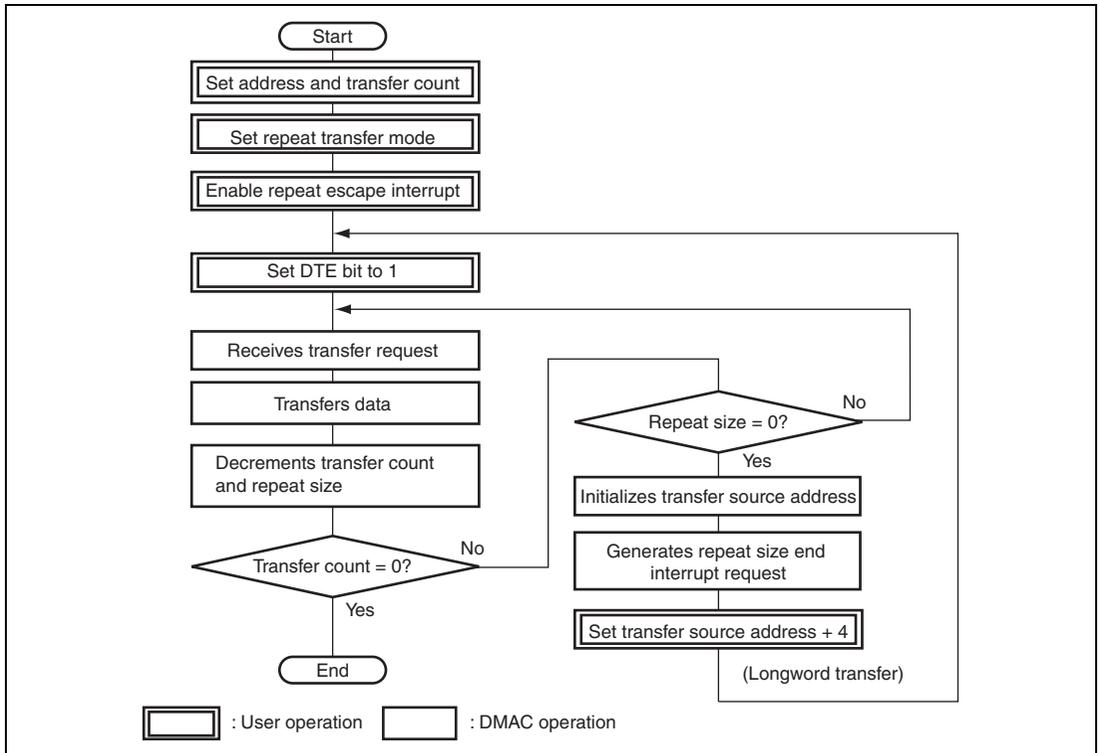 Start
Set address and transfer count
Set repeat transfer mode
Enable repeat escape interrupt
Set DTE bit to 1
Receives transfer request
Transfers data
Decrements transfer count
and repeat size
Transfer count = 0?
No
Yes
End
Repeat size = 0?
No
Yes
Initializes transfer source address
Generates repeat size end
interrupt request
Set transfer source address + 4
(Longword transfer)
: User operation
: DMAC operation